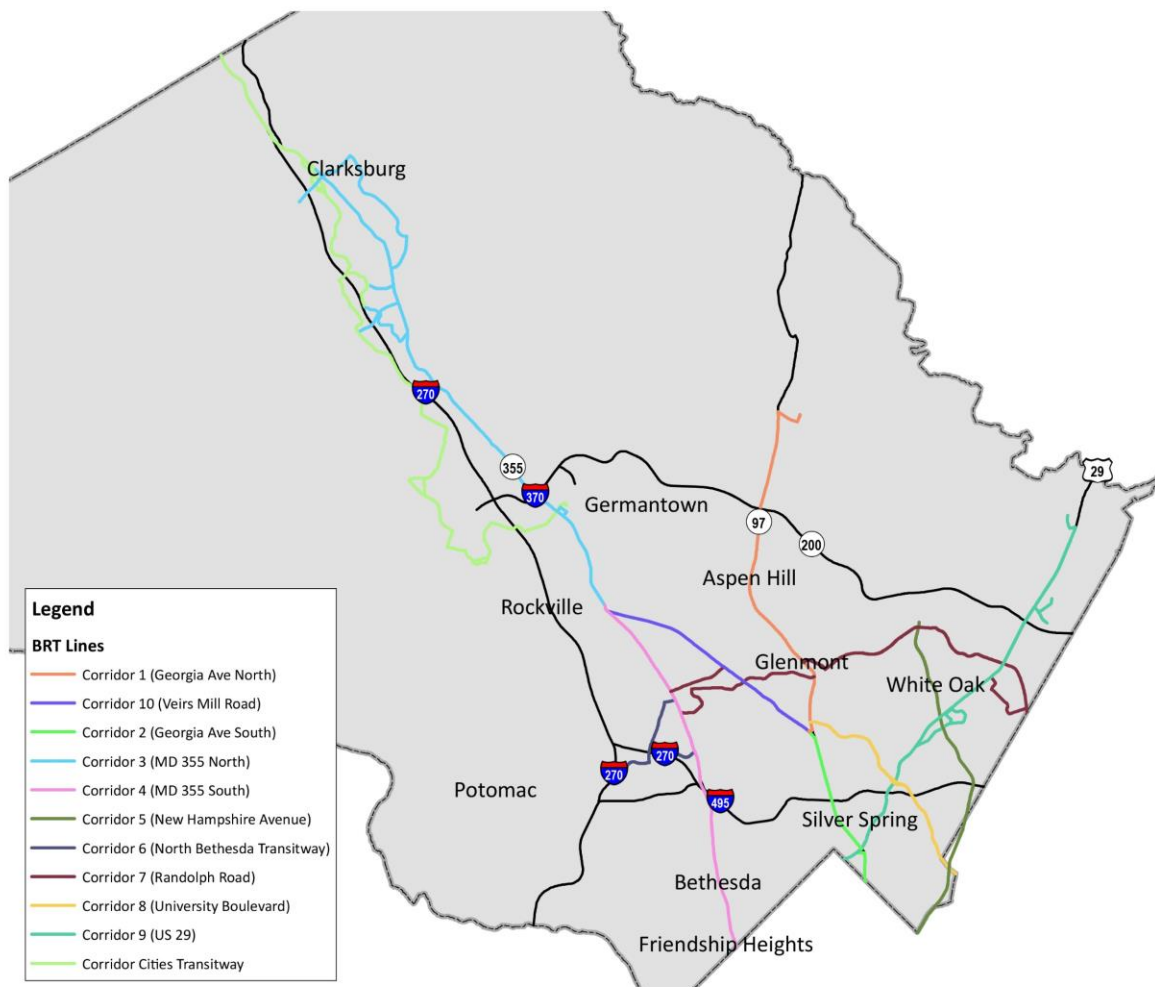 Clarksburg
270
355
370
29
Germantown
97
200
Aspen Hill
Rockville
Glenmont
White Oak
270
270
Potomac
495
Silver Spring
Bethesda
Friendship Heights
Legend
BRT Lines
Corridor 1 (Georgia Ave North)
Corridor 10 (Veirs Mill Road)
Corridor 2 (Georgia Ave South)
Corridor 3 (MD 355 North)
Corridor 4 (MD 355 South)
Corridor 5 (New Hampshire Avenue)
Corridor 6 (North Bethesda Transitway)
Corridor 7 (Randolph Road)
Corridor 8 (University Boulevard)
Corridor 9 (US 29)
Corridor Cities Transitway